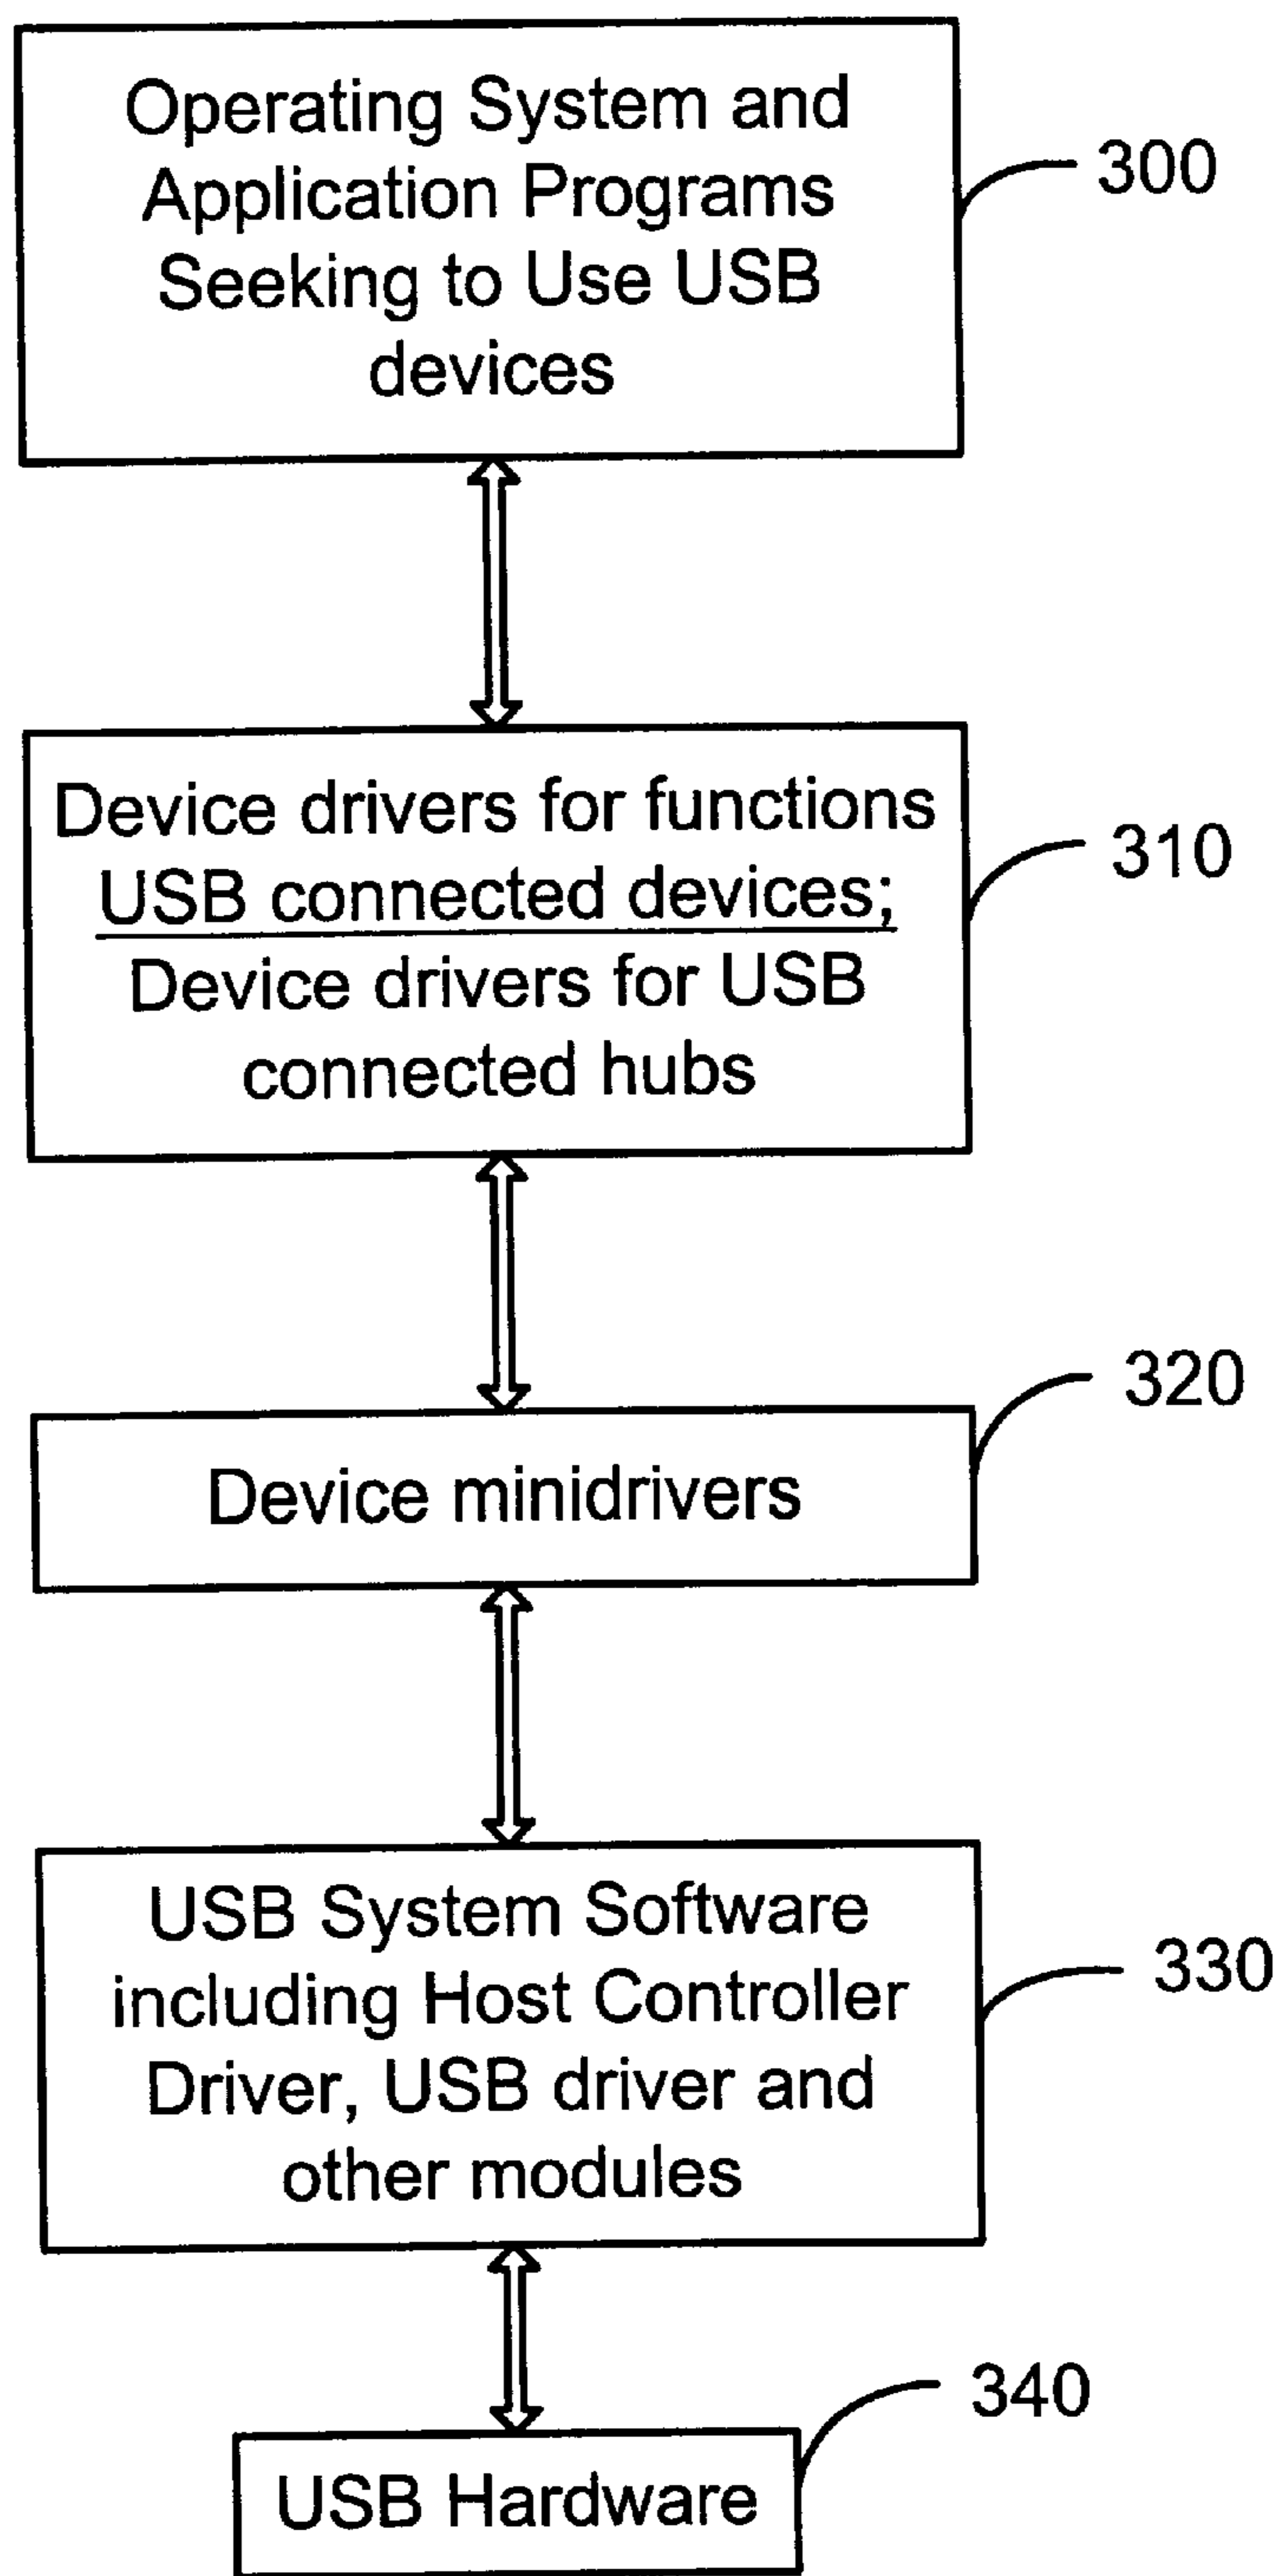 Operating System and
Application Programs
Seeking to Use USB
devices
300
Device drivers for functions
USB connected devices;
Device drivers for USB
connected hubs
310
320
Device minidrivers
USB System Software
including Host Controller
Driver, USB driver and
other modules
330
340
USB Hardware